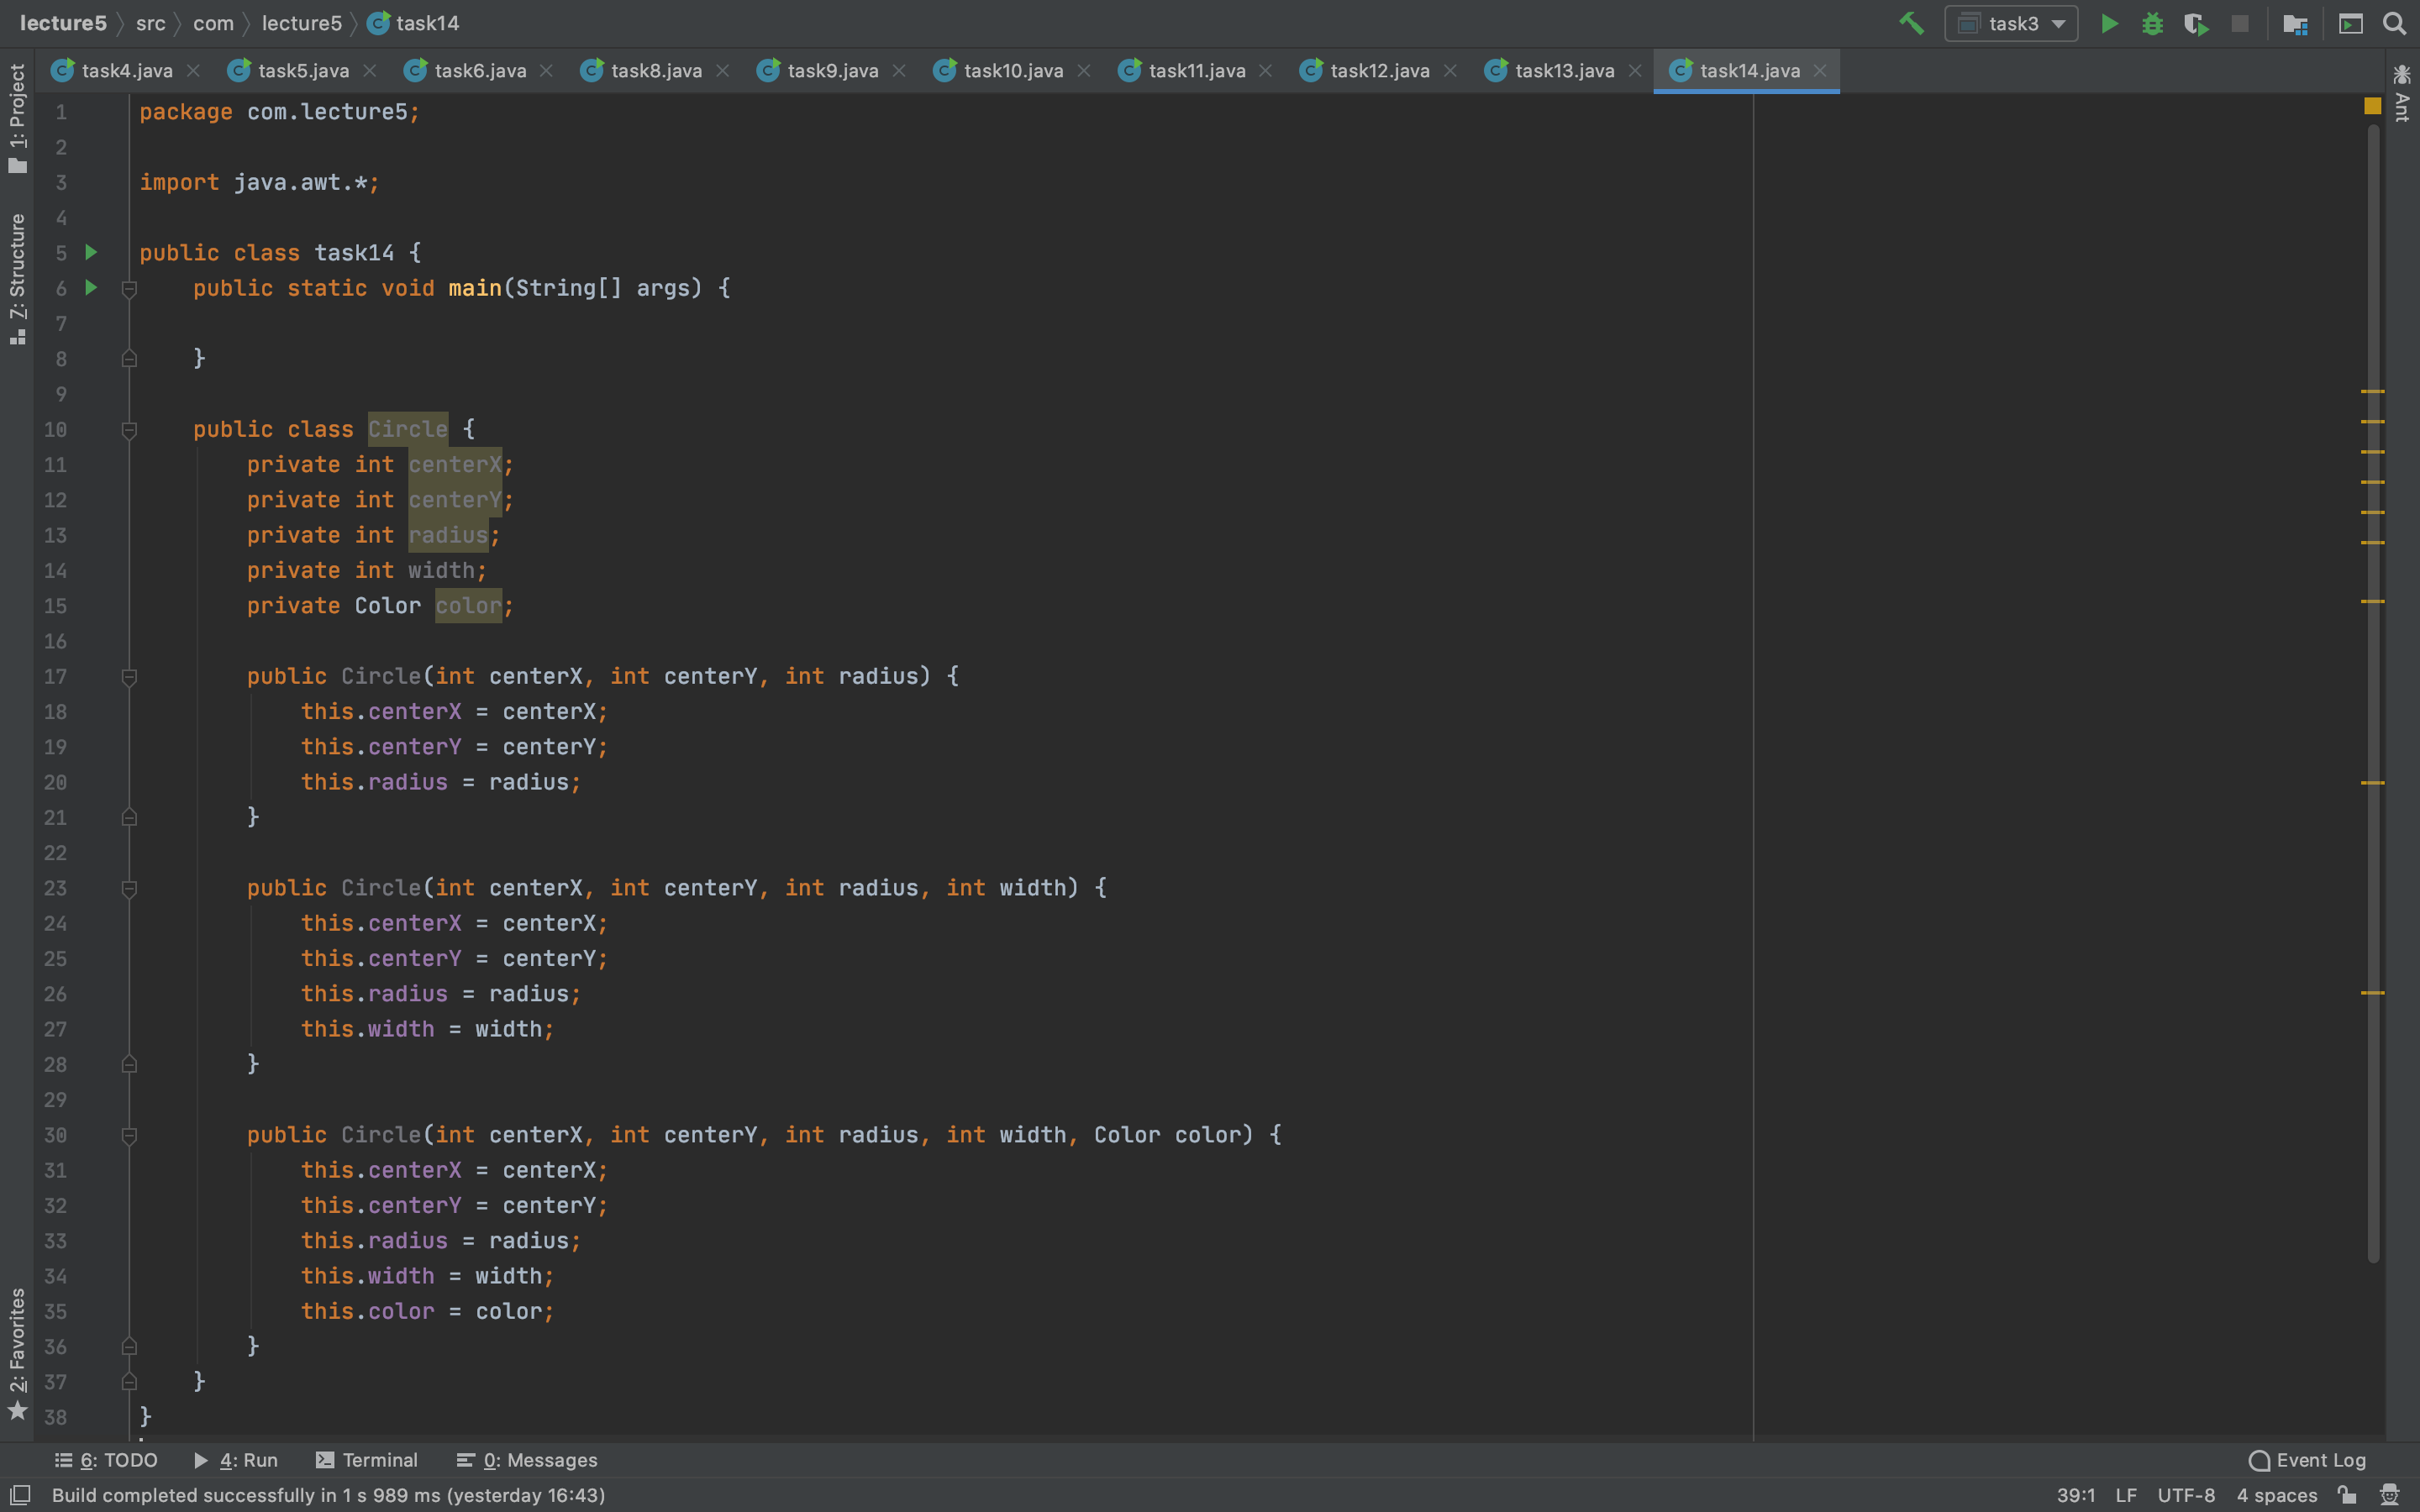 lecture5 src com lecture5 task14 task3
task4.java task5.java task6.java task8.java task9.java task10.java task11.java task12.java task13.java task14.java
1: Project
Z: Structure
2: Favorites
Ant
1 package com.lecture5;
2
3 import java.awt.*;
4
5 public class task14 {
6     public static void main(String[] args) {
7
8     }
9
10     public class Circle {
11         private int centerX;
12         private int centerY;
13         private int radius;
14         private int width;
15         private Color color;
16
17         public Circle(int centerX, int centerY, int radius) {
18             this.centerX = centerX;
19             this.centerY = centerY;
20             this.radius = radius;
21         }
22
23         public Circle(int centerX, int centerY, int radius, int width) {
24             this.centerX = centerX;
25             this.centerY = centerY;
26             this.radius = radius;
27             this.width = width;
28         }
29
30         public Circle(int centerX, int centerY, int radius, int width, Color color) {
31             this.centerX = centerX;
32             this.centerY = centerY;
33             this.radius = radius;
34             this.width = width;
35             this.color = color;
36         }
37     }
38 }
6: TODO 4: Run Terminal 0: Messages Event Log
Build completed successfully in 1 s 989 ms (yesterday 16:43) 39:1 LF UTF-8 4 spaces